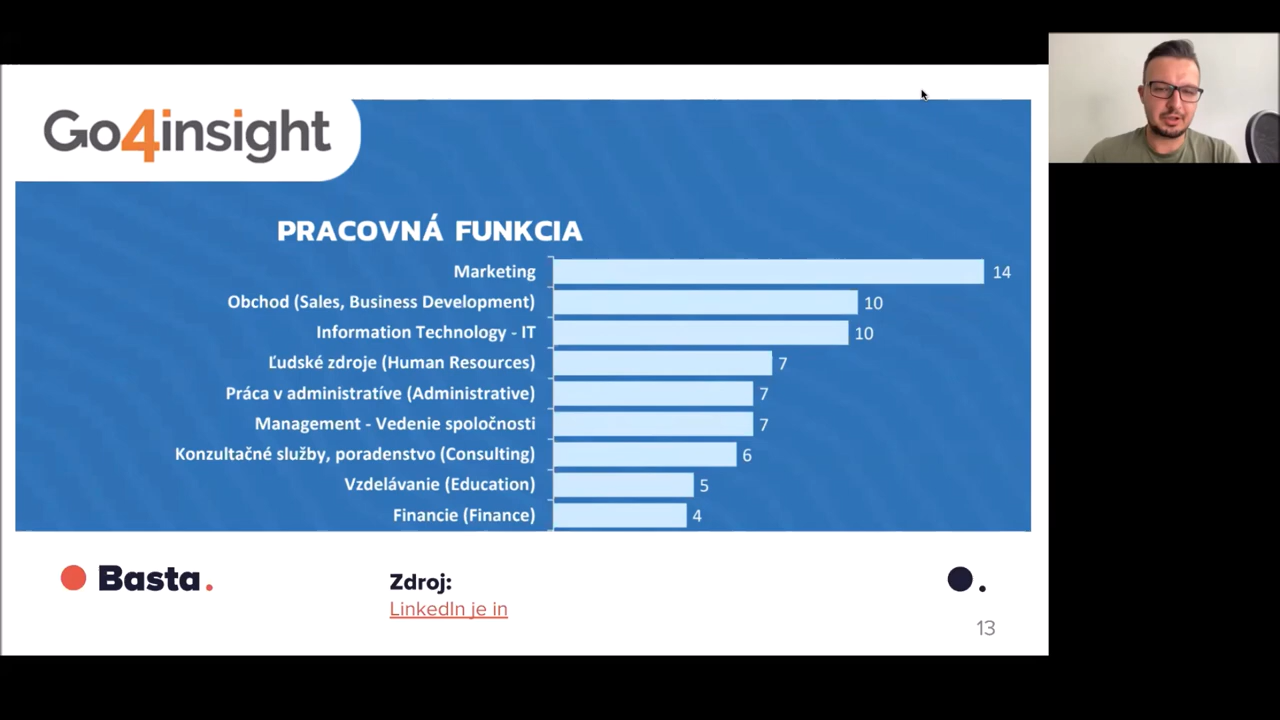 Go4insight
PRACOVNÁ FUNKCIA
Marketing 14
Obchod (Sales, Business Development) 10
Information Technology - IT 10
Ľudské zdroje (Human Resources) 7
Práca v administratíve (Administrative) 7
Management - Vedenie spoločnosti 7
Konzultačné služby, poradenstvo (Consulting) 6
Vzdelávanie (Education) 5
Financie (Finance) 4
Basta.
Zdroj:
LinkedIn je in
13